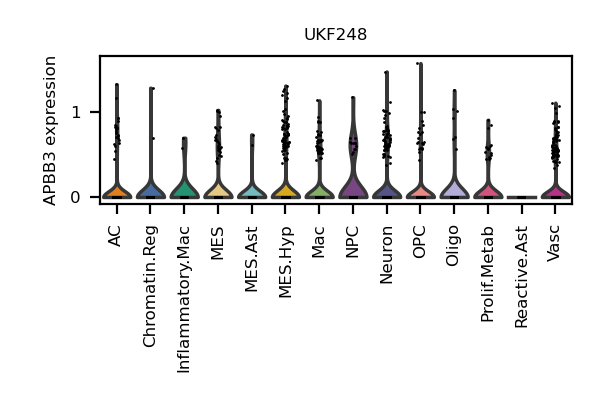 UKF248
APBB3 expression
1
0
AC
Chromatin.Reg
Inflammatory.Mac
MES
MES.Ast
MES.Hyp
Mac
NPC
Neuron
OPC
Oligo
Prolif.Metab
Reactive.Ast
Vasc